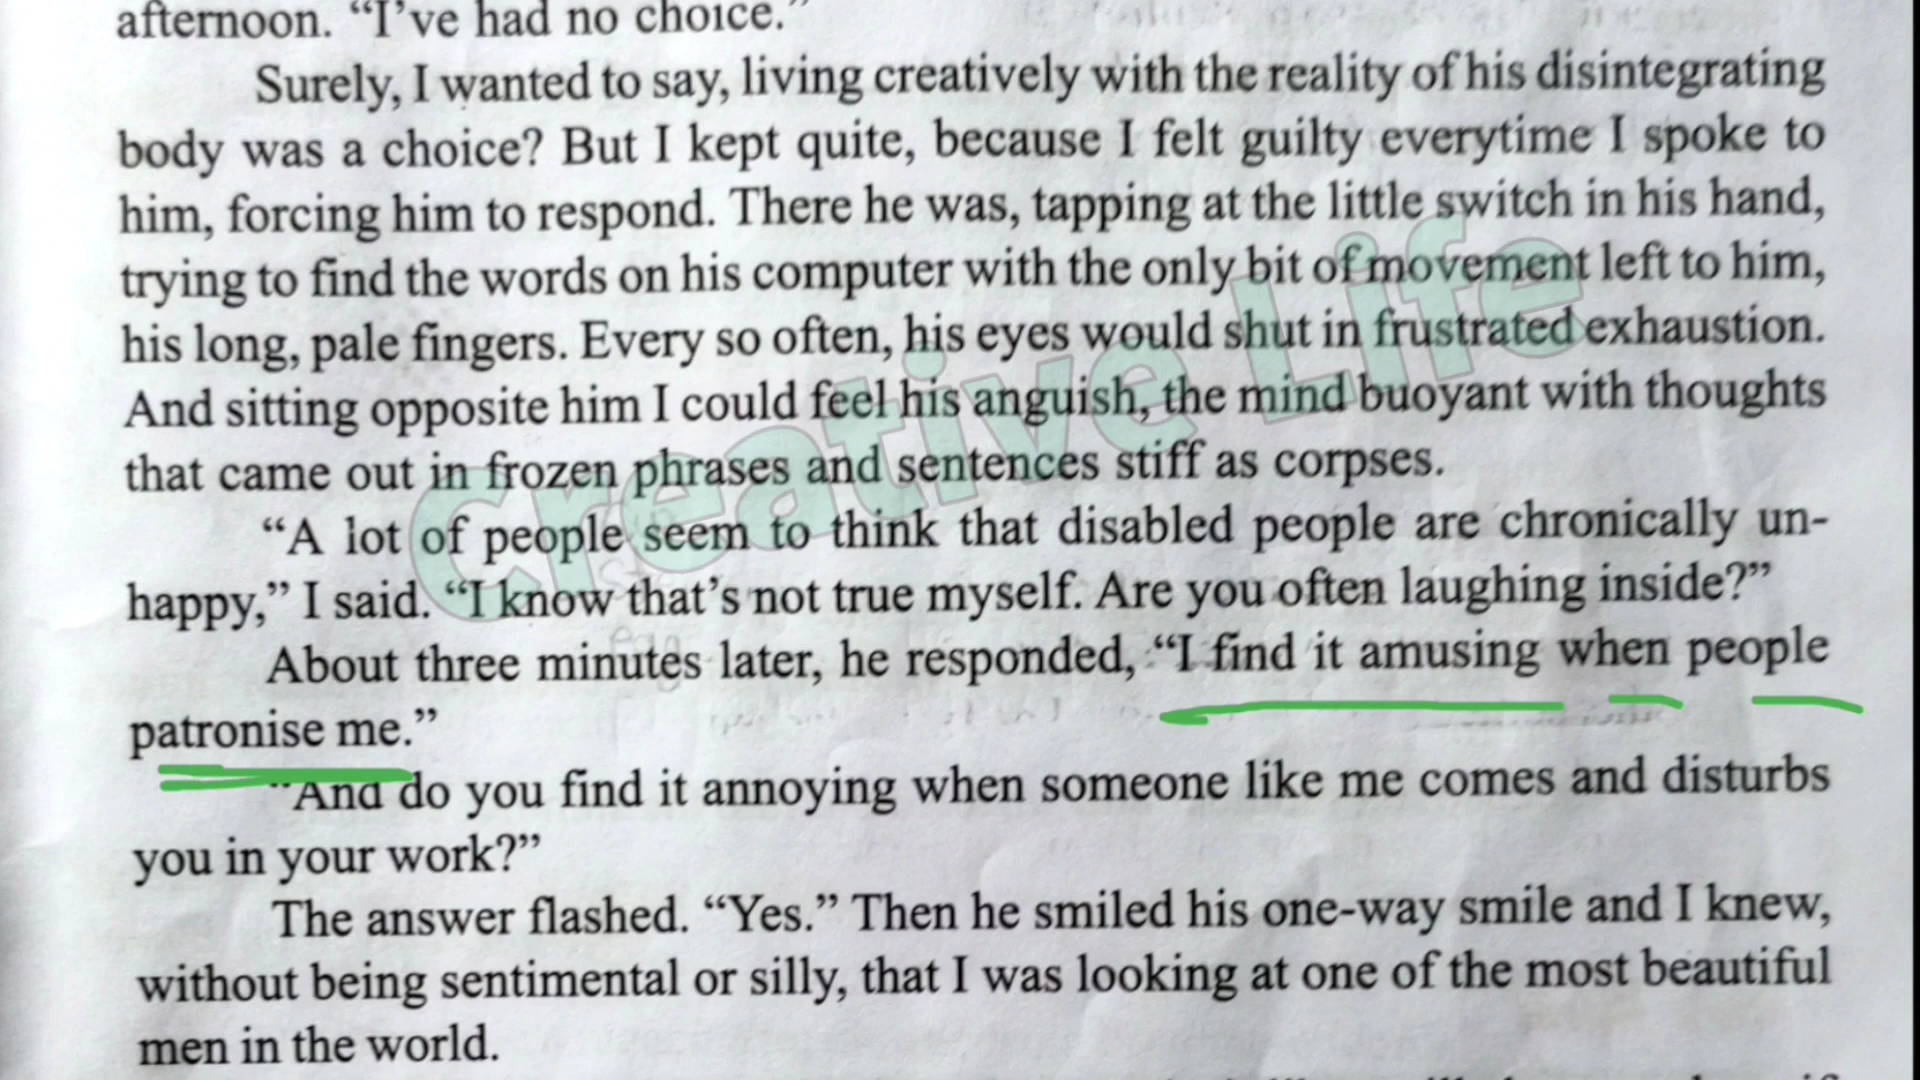 afternoon. “I’ve had no choice.”
Surely, I wanted to say, living creatively with the reality of his disintegrating
body was a choice? But I kept quite, because I felt guilty everytime I spoke to
him, forcing him to respond. There he was, tapping at the little switch in his hand,
trying to find the words on his computer with the only bit of movement left to him,
his long, pale fingers. Every so often, his eyes would shut in frustrated exhaustion.
And sitting opposite him I could feel his anguish, the mind buoyant with thoughts
that came out in frozen phrases and sentences stiff as corpses.
“A lot of people seem to think that disabled people are chronically un-
happy,” I said. “I know that’s not true myself. Are you often laughing inside?”
About three minutes later, he responded, “I find it amusing when people
patronise me.”
“And do you find it annoying when someone like me comes and disturbs
you in your work?”
The answer flashed. “Yes.” Then he smiled his one-way smile and I knew,
without being sentimental or silly, that I was looking at one of the most beautiful
men in the world.
Creative Life